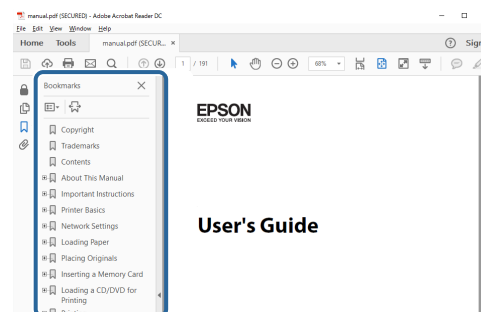 manual.pdf (SECURED) - Adobe Acrobat Reader DC
File Edit View Window Help
Home Tools manual.pdf (SECUR... ×
1 / 191 68%
Bookmarks
Copyright
Trademarks
Contents
About This Manual
Important Instructions
Printer Basics
Network Settings
Loading Paper
Placing Originals
Inserting a Memory Card
Loading a CD/DVD for
Printing
EPSON
EXCEED YOUR VISION
User's Guide